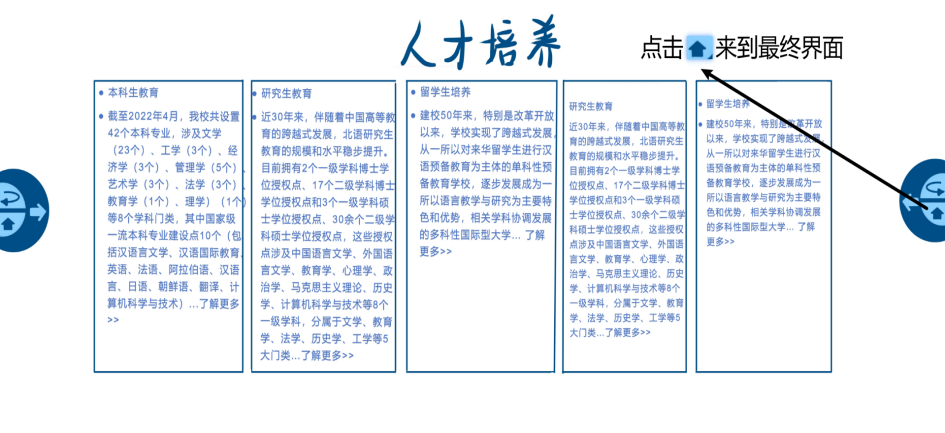 人才培养
点击
来到最终界面
本科生教育
截至2022年4月，我校共设置
42个本科专业，涉及文学
（23个）、工学（3个）、经
济学（3个）、管理学（5个）、
艺术学（3个）、法学（3个）、
教育学（1个）、理学）（1个）
等8个学科门类，其中国家级
一流本科专业建设点10个（包
括汉语言文学、汉语国际教育、
英语、法语、阿拉伯语、汉语
言、日语、朝鲜语、翻译、计
算机科学与技术）...了解更多
>>
研究生教育
近30年来，伴随着中国高等教
育的跨越式发展，北语研究生
教育的规模和水平稳步提升。
目前拥有2个一级学科博士学
位授权点、17个二级学科博士
学位授权点和3个一级学科硕
士学位授权点、30余个二级学
科硕士学位授权点，这些授权
点涉及中国语言文学、外国语
言文学、教育学、心理学、政
治学、马克思主义理论、历史
学、计算机科学与技术等8个
一级学科，分属于文学、教育
学、法学、历史学、工学等5
大门类...了解更多>>
留学生培养
建校50年来，特别是改革开放
以来，学校实现了跨越式发展，
从一所以对来华留学生进行汉
语预备教育为主体的单科性预
备教育学校，逐步发展成为一
所以语言教学与研究为主要特
色和优势，相关学科协调发展
的多科性国际型大学... 了解
更多>>
研究生教育
近30年来，伴随着中国高等教
育的跨越式发展，北语研究生
教育的规模和水平稳步提升。
目前拥有2个一级学科博士学
位授权点、17个二级学科博士
学位授权点和3个一级学科硕
士学位授权点、30余个二级学
科硕士学位授权点，这些授权
点涉及中国语言文学、外国语
言文学、教育学、心理学、政
治学、马克思主义理论、历史
学、计算机科学与技术等8个
一级学科，分属于文学、教育
学、法学、历史学、工学等5
大门类...了解更多>>
留学生培养
建校50年来，特别是改革开放
以来，学校实现了跨越式发展，
从一所以对来华留学生进行汉
语预备教育为主体的单科性预
备教育学校，逐步发展成为一
所以语言教学与研究为主要特
色和优势，相关学科协调发展
的多科性国际型大学... 了解
更多>>